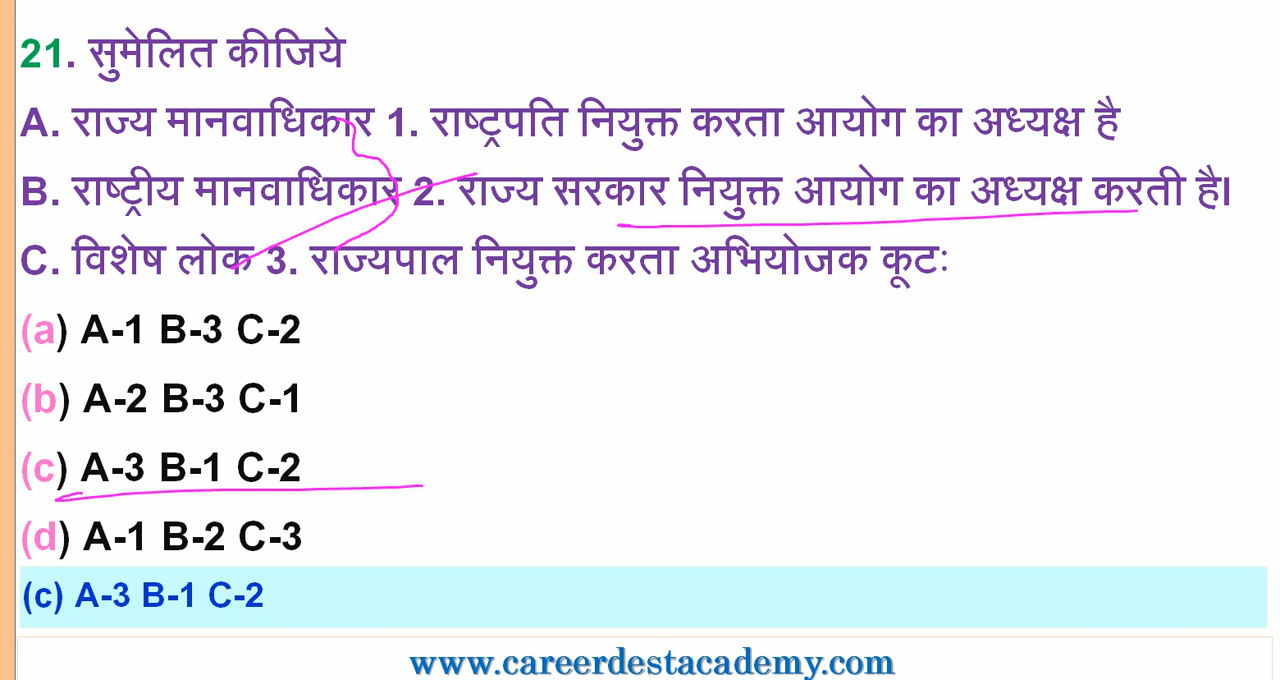 21. सुमेलित कीजिये
A. राज्य मानवाधिकार 1. राष्ट्रपति नियुक्त करता आयोग का अध्यक्ष है
B. राष्ट्रीय मानवाधिकार 2. राज्य सरकार नियुक्त आयोग का अध्यक्ष करती है।
C. विशेष लोक 3. राज्यपाल नियुक्त करता अभियोजक कूटः
(a) A-1 B-3 C-2
(b) A-2 B-3 C-1
(c) A-3 B-1 C-2
(d) A-1 B-2 C-3
(c) A-3 B-1 C-2
www.careerdestacademy.com